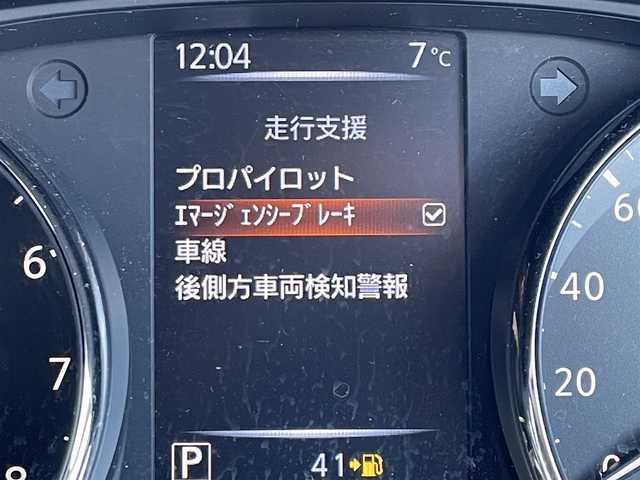 12:04 7℃
走行支援
プロパイロット
ｴﾏｰｼﾞｪﾝｼｰﾌﾞﾚｰｷ
車線
後側方車両検知警報
6 60
40
7 20
8 0
P 41